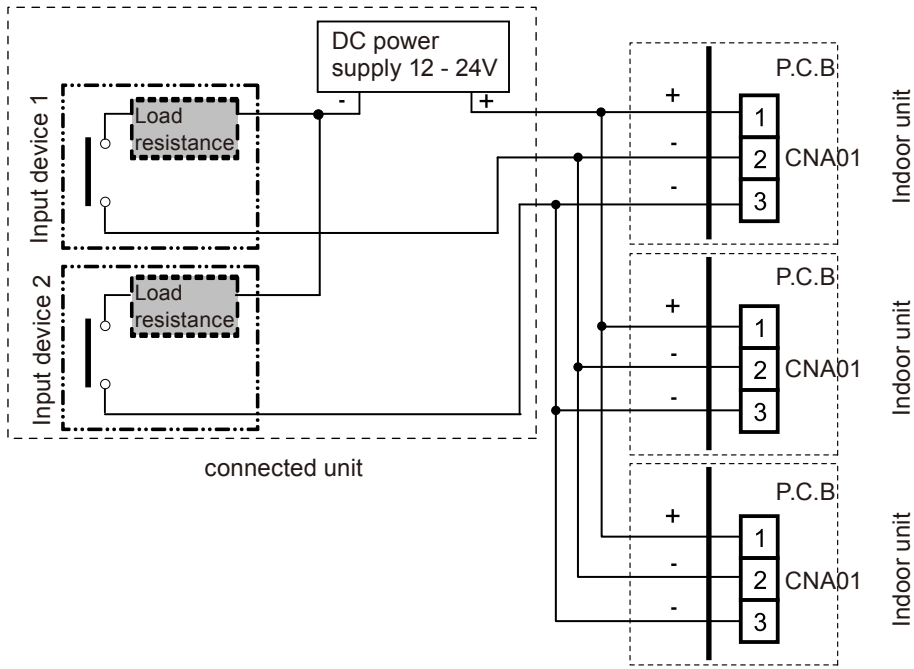 DC power
supply 12 - 24V
-
+
Input device 1
Load
resistance
Input device 2
Load
resistance
connected unit
P.C.B
+
-
-
1
2
3
CNA01
Indoor unit
P.C.B
+
-
-
1
2
3
CNA01
Indoor unit
P.C.B
+
-
-
1
2
3
CNA01
Indoor unit